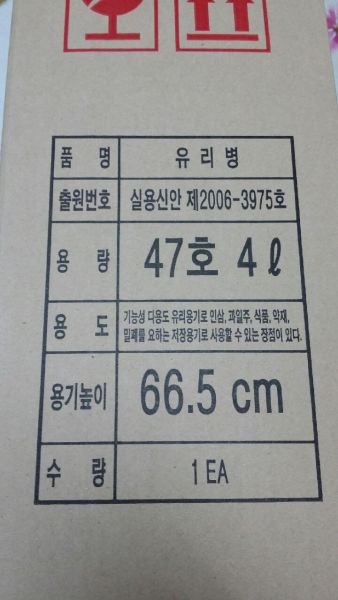 품 명 유리병
출원번호 실용신안 제2006-3975호
용 량 47호 4ℓ
용 도 기능성 다용도 유리용기로 인삼, 과일주, 식품, 약재,
밀폐를 요하는 저장용기로 사용할 수 있는 장점이 있다.
용기높이 66.5 cm
수 량 1 EA